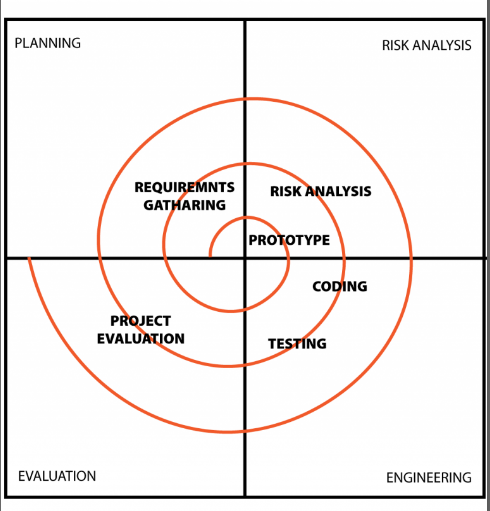 PLANNING
RISK ANALYSIS
REQUIREMNTS
GATHARING
RISK ANALYSIS
PROTOTYPE
CODING
PROJECT
EVALUATION
TESTING
EVALUATION
ENGINEERING